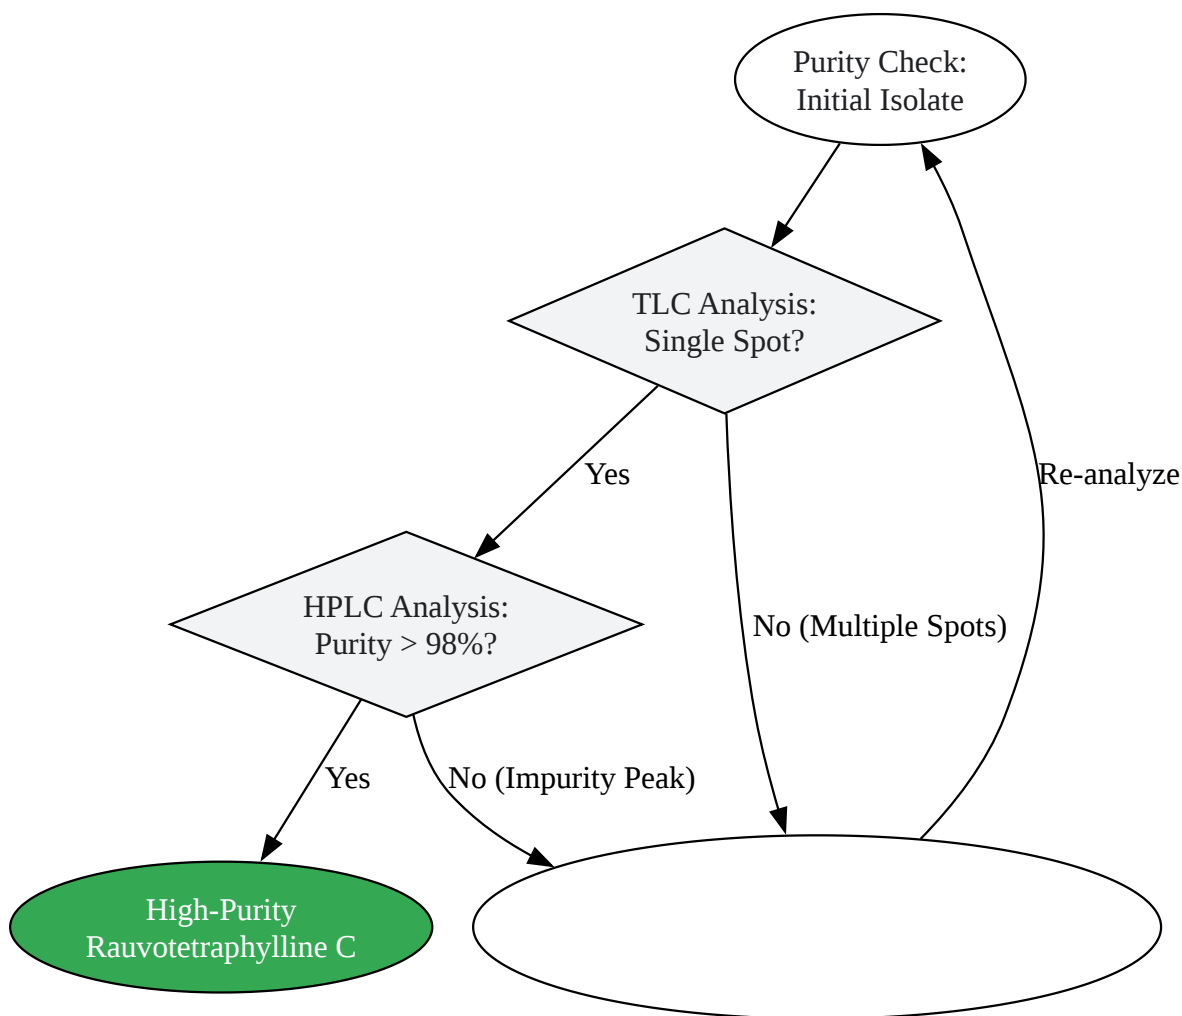 Purity Check:
Initial Isolate
TLC Analysis:
Single Spot?
Yes
Re-analyze
HPLC Analysis:
Purity > 98%?
No (Multiple Spots)
Yes
No (Impurity Peak)
High-Purity
Rauvotetraphylline C